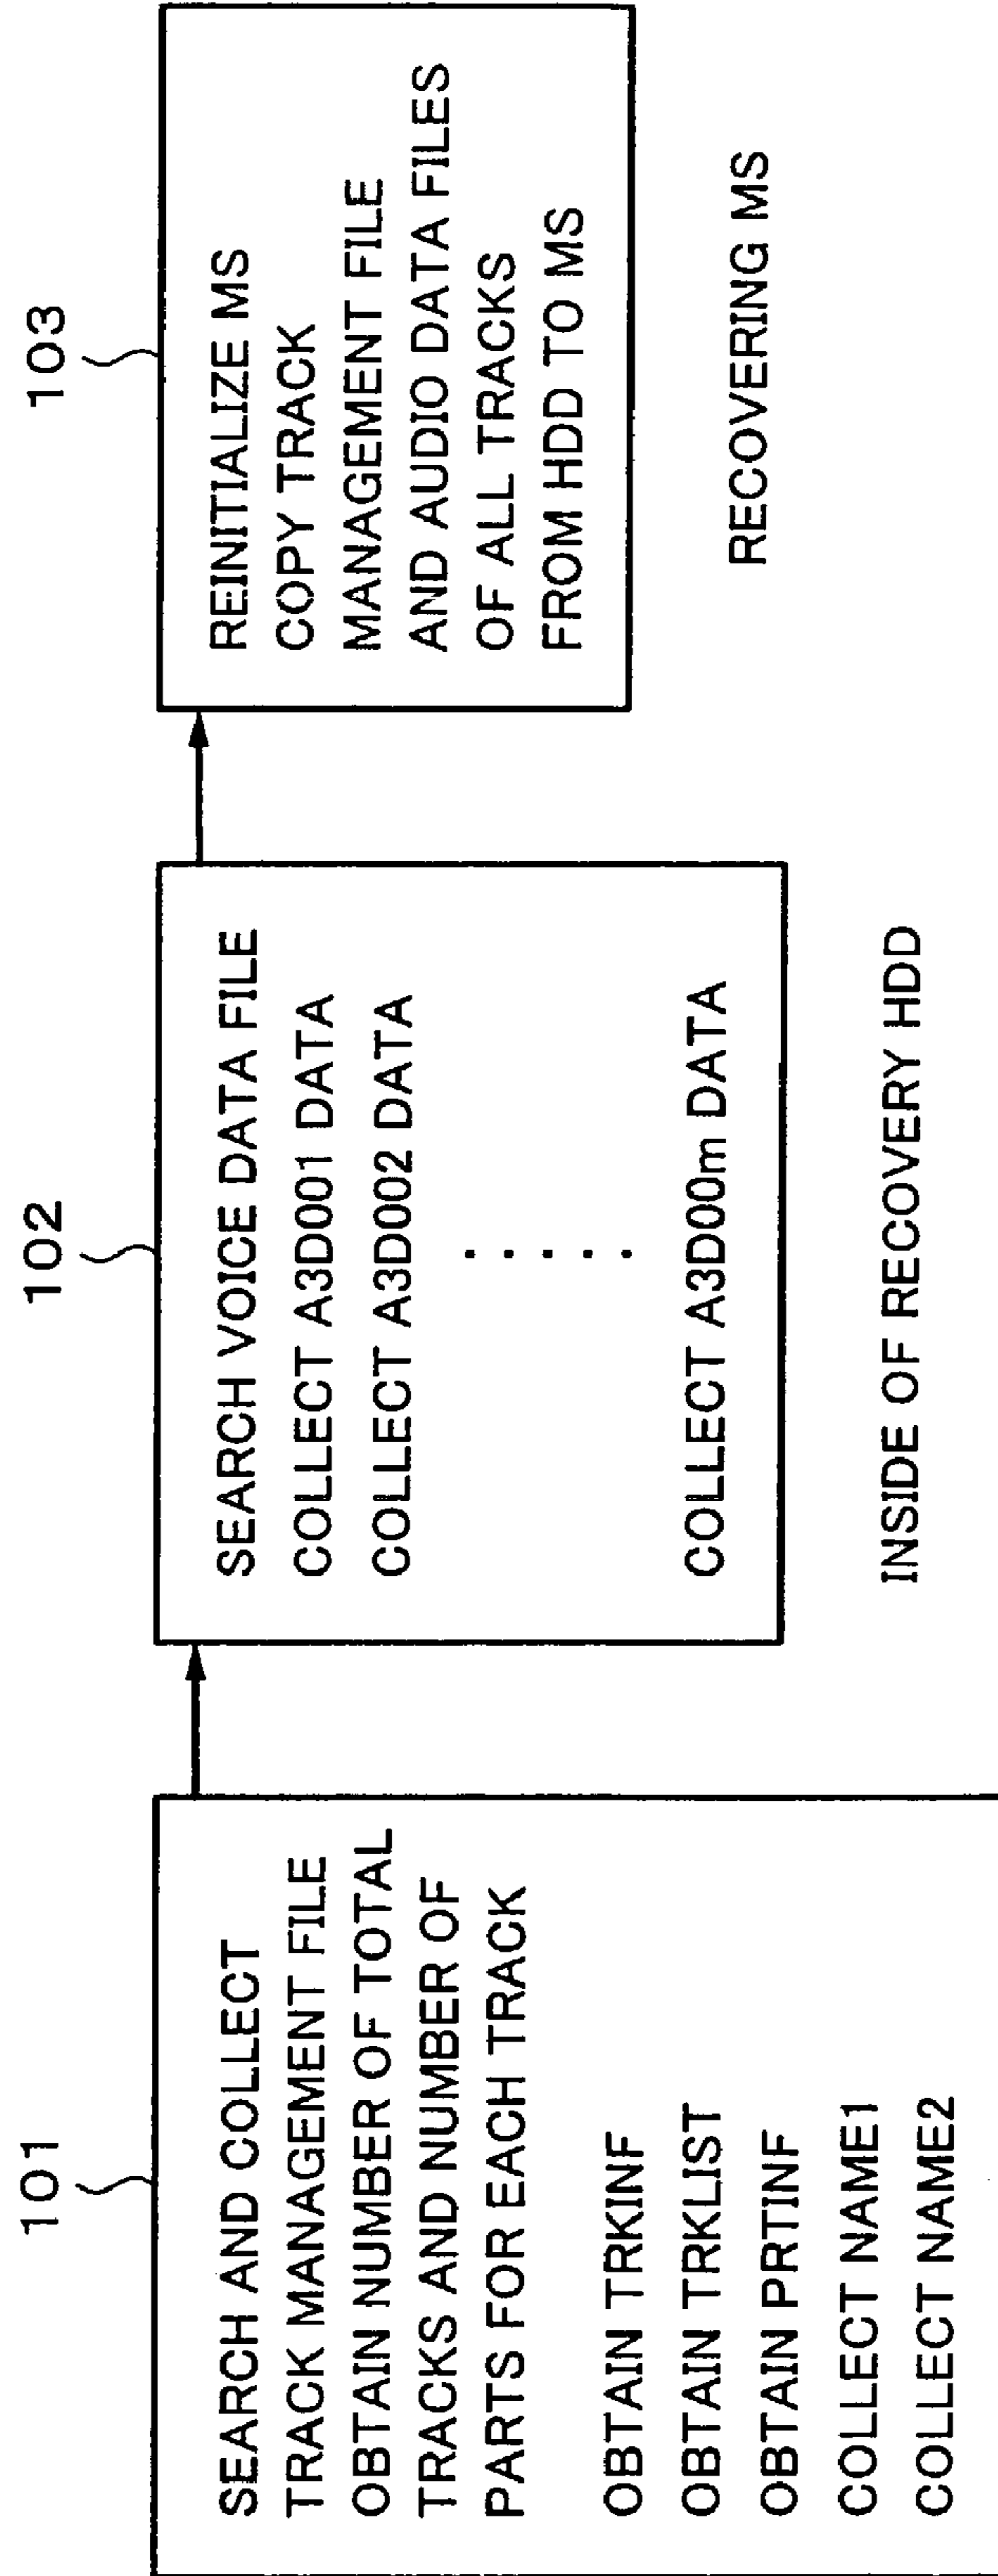 101
SEARCH AND COLLECT
TRACK MANAGEMENT FILE
OBTAIN NUMBER OF TOTAL
TRACKS AND NUMBER OF
PARTS FOR EACH TRACK
OBTAIN TRKINF
OBTAIN TRKLIST
OBTAIN PRTINF
COLLECT NAME1
COLLECT NAME2
102
SEARCH VOICE DATA FILE
COLLECT A3D001 DATA
COLLECT A3D002 DATA
.....
COLLECT A3D00m DATA
INSIDE OF RECOVERY HDD
103
REINITIALIZE MS
COPY TRACK
MANAGEMENT FILE
AND AUDIO DATA FILES
OF ALL TRACKS
FROM HDD TO MS
RECOVERING MS